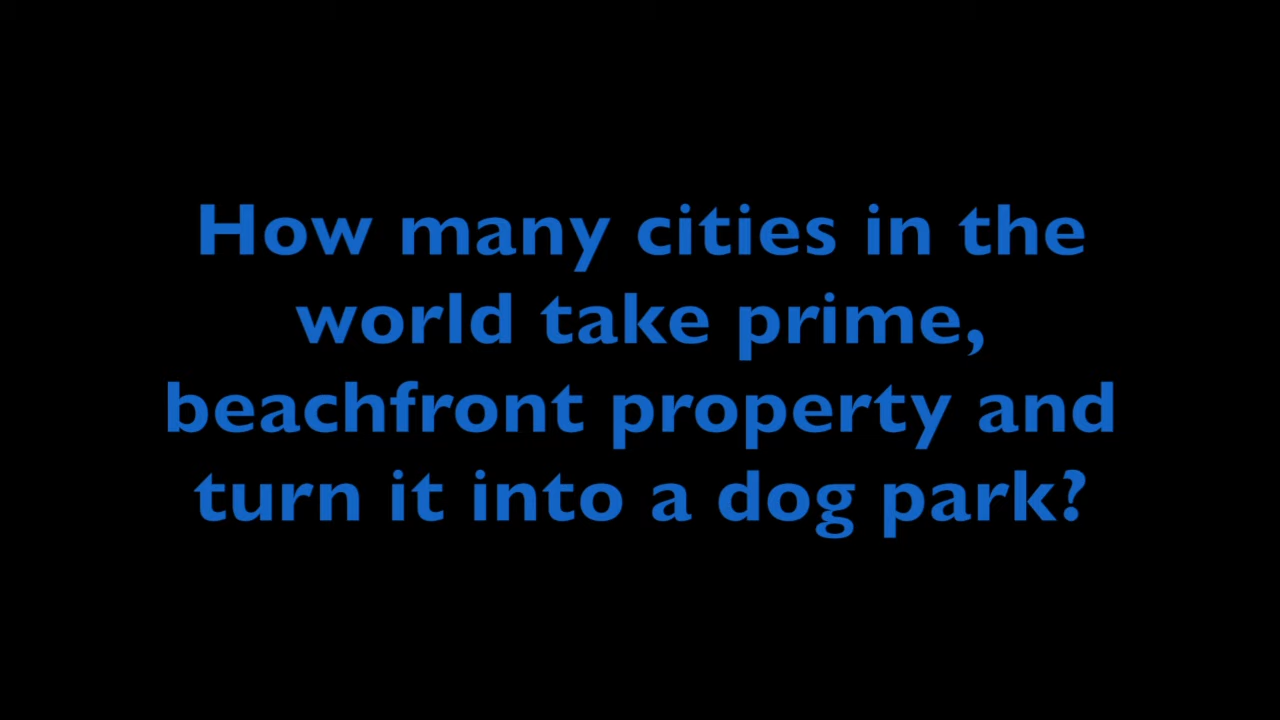 How many cities in the
world take prime,
beachfront property and
turn it into a dog park?